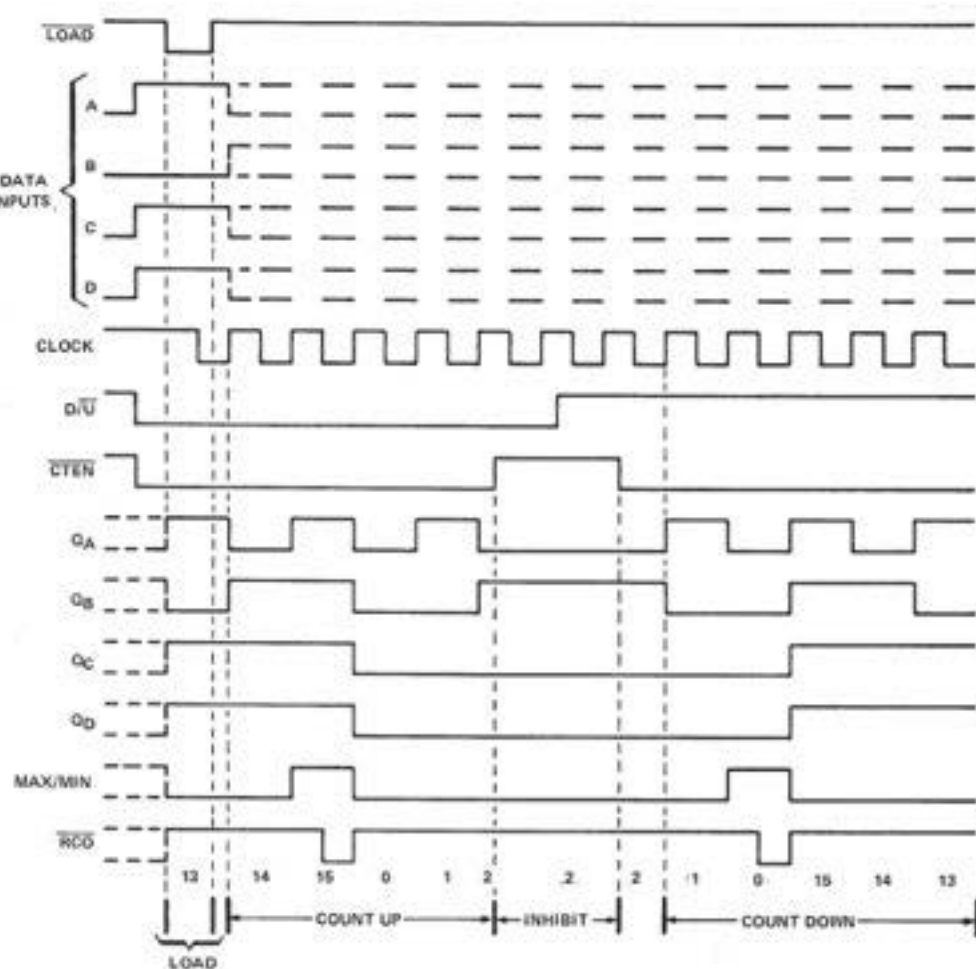 LOAD
A
B
DATA
INPUTS
C
D
CLOCK
D/U
CTEN
QA
QB
QC
QD
MAX/MIN
RCO
13 14 15 0 1 2 2 2 1 0 15 14 13
COUNT UP INHIBIT COUNT DOWN
LOAD